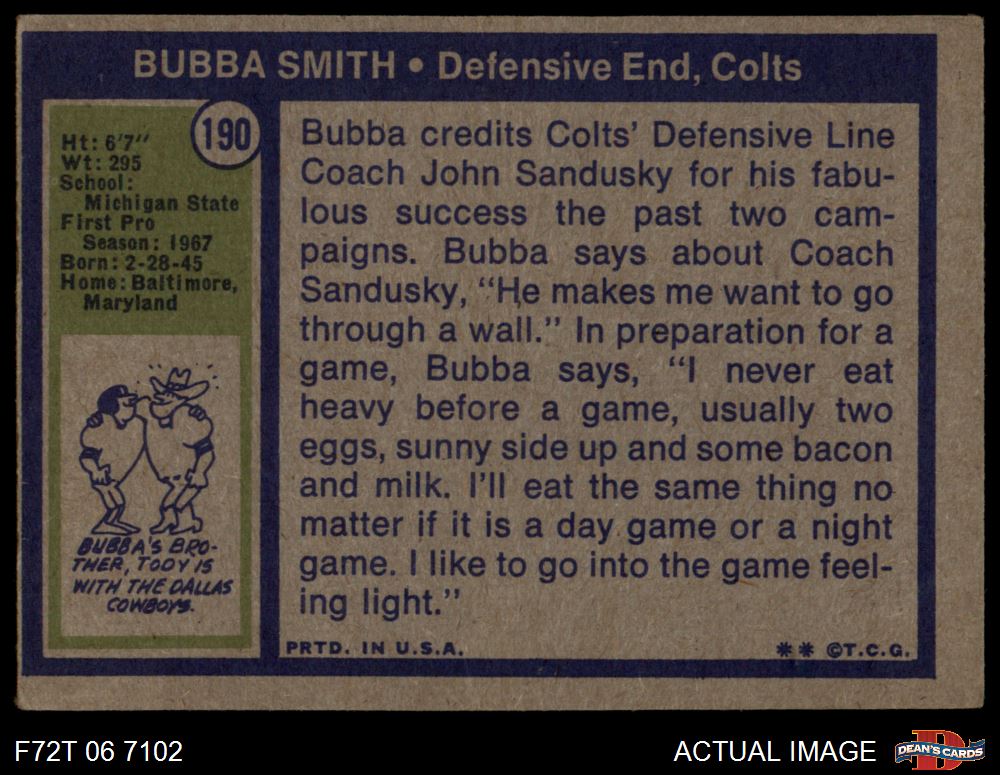 BUBBA SMITH • Defensive End, Colts
190
Ht: 6'7"
Wt: 295
School:
Michigan State
First Pro
Season: 1967
Born: 2-28-45
Home: Baltimore,
Maryland
BUBBA'S BRO-
THER, TODY IS
WITH THE DALLAS
COWBOYS.
Bubba credits Colts' Defensive Line
Coach John Sandusky for his fabu-
lous success the past two cam-
paigns. Bubba says about Coach
Sandusky, "He makes me want to go
through a wall." In preparation for a
game, Bubba says, "I never eat
heavy before a game, usually two
eggs, sunny side up and some bacon
and milk. I'll eat the same thing no
matter if it is a day game or a night
game. I like to go into the game feel-
ing light."
PRTD. IN U.S.A.
** ©T.C.G.
F72T 06 7102
ACTUAL IMAGE
D
DEAN'S CARDS